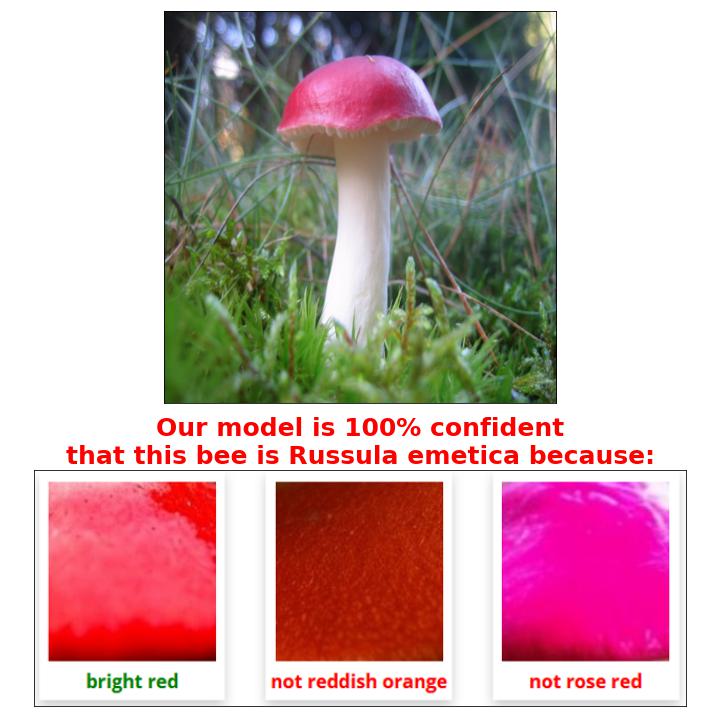 Our model is 100% confident
that this bee is Russula emetica because:
bright red
not reddish orange
not rose red